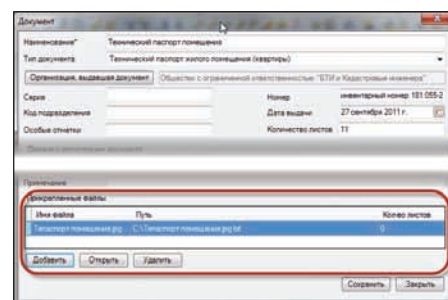 Документ
Наименование* Технический паспорт помещения
Тип документа Технический паспорт жилого помещения (квартиры)
Организация, выдавшая документ Общество с ограниченной ответственностью "БТИ и Кадастровые инженеры"
Серия Номер инвентарный номер 181:055-2
Код подразделения Дата выдачи 27 сентября 2011 г.
Особые отметки Количество листов 11
Примечание
Прикрепленные файлы
Имя файла Путь Кол-во листов
Техпаспорт помещения.jpg 0
Добавить Открыть Удалить
Сохранить Закрыть